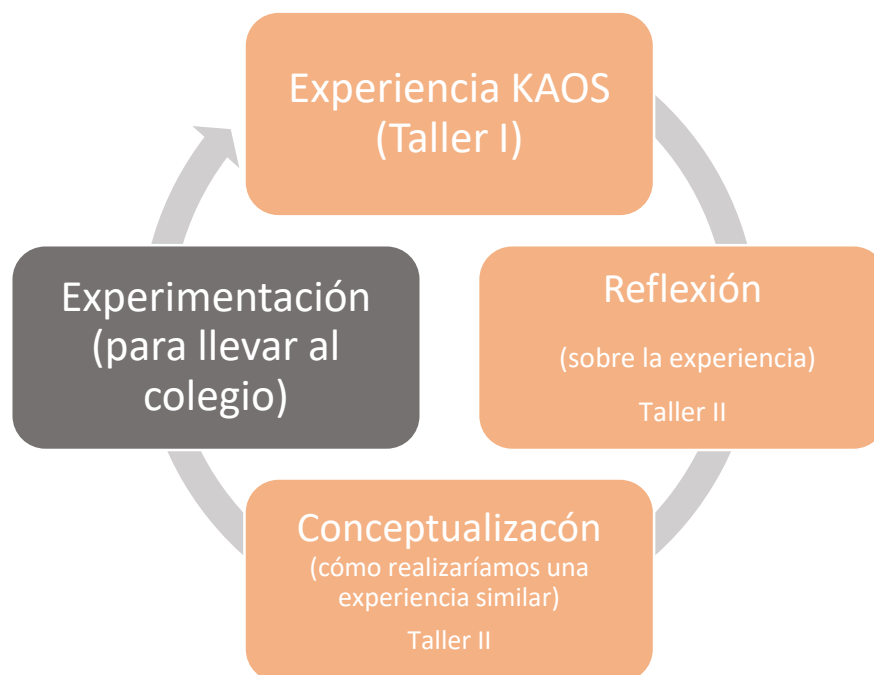 Experiencia KAOS
(Taller I)
Reflexión
(sobre la experiencia)
Taller II
Conceptualizacón
(cómo realizaríamos una
experiencia similar)
Taller II
Experimentación
(para llevar al
colegio)